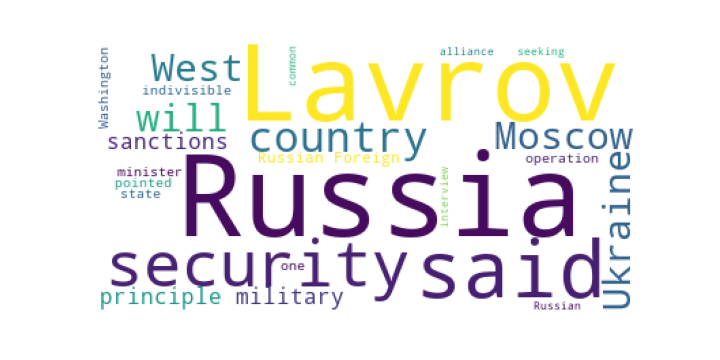 Lavrov
alliance
seeking
common
Washington
West
indivisible
will
country
Moscow
sanctions
Russian Foreign
operation
Russia
minister
pointed
state
interview
Ukraine
security
said
one
principle
military
Russian